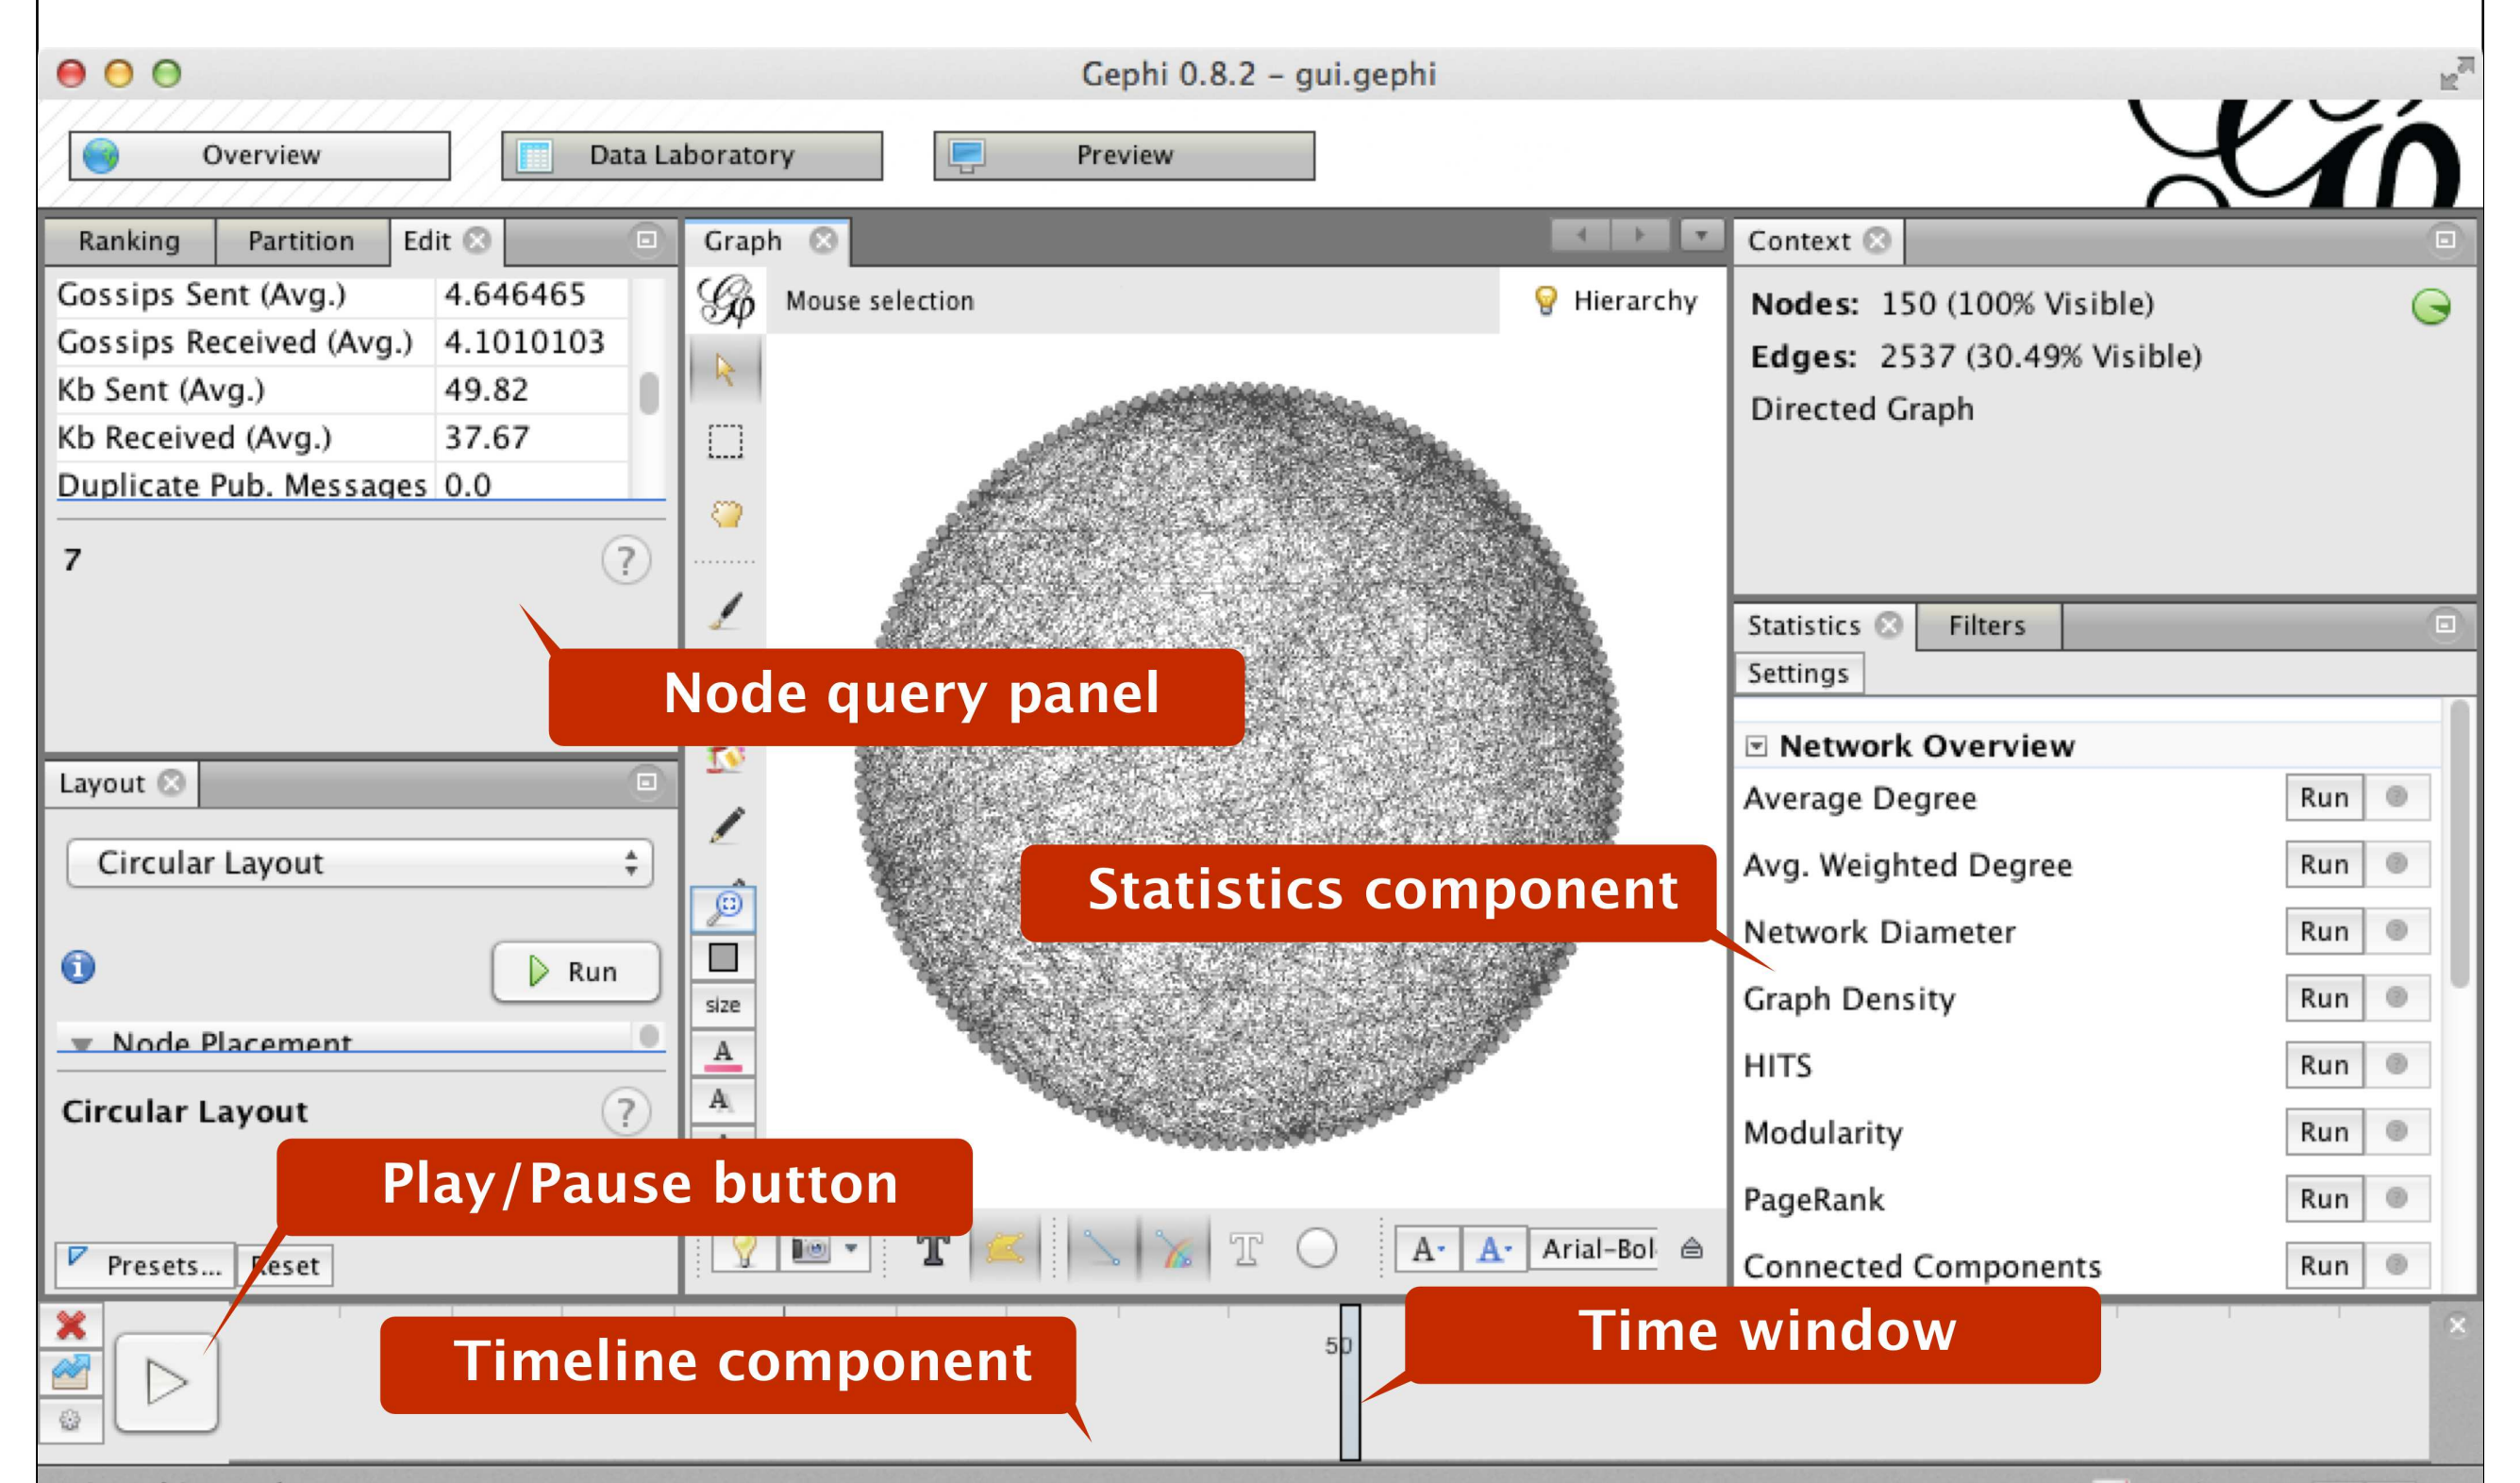 Gephi 0.8.2 – gui.gephi
Overview
Data Laboratory
Preview
Ranking
Partition
Edit
Gossips Sent (Avg.) 4.646465
Gossips Received (Avg.) 4.1010103
Kb Sent (Avg.) 49.82
Kb Received (Avg.) 37.67
Duplicate Pub. Messages 0.0
7
?
Node query panel
Layout
Circular Layout
Run
Node Placement
Circular Layout
?
Play/Pause button
Presets...
Reset
Graph
Mouse selection
Hierarchy
size
A
A
T
T
A
A
Arial-Bol
Context
Nodes: 150 (100% Visible)
Edges: 2537 (30.49% Visible)
Directed Graph
Statistics
Filters
Settings
Network Overview
Average Degree Run
Avg. Weighted Degree Run
Statistics component
Network Diameter Run
Graph Density Run
HITS Run
Modularity Run
PageRank Run
Connected Components Run
Timeline component
50
Time window